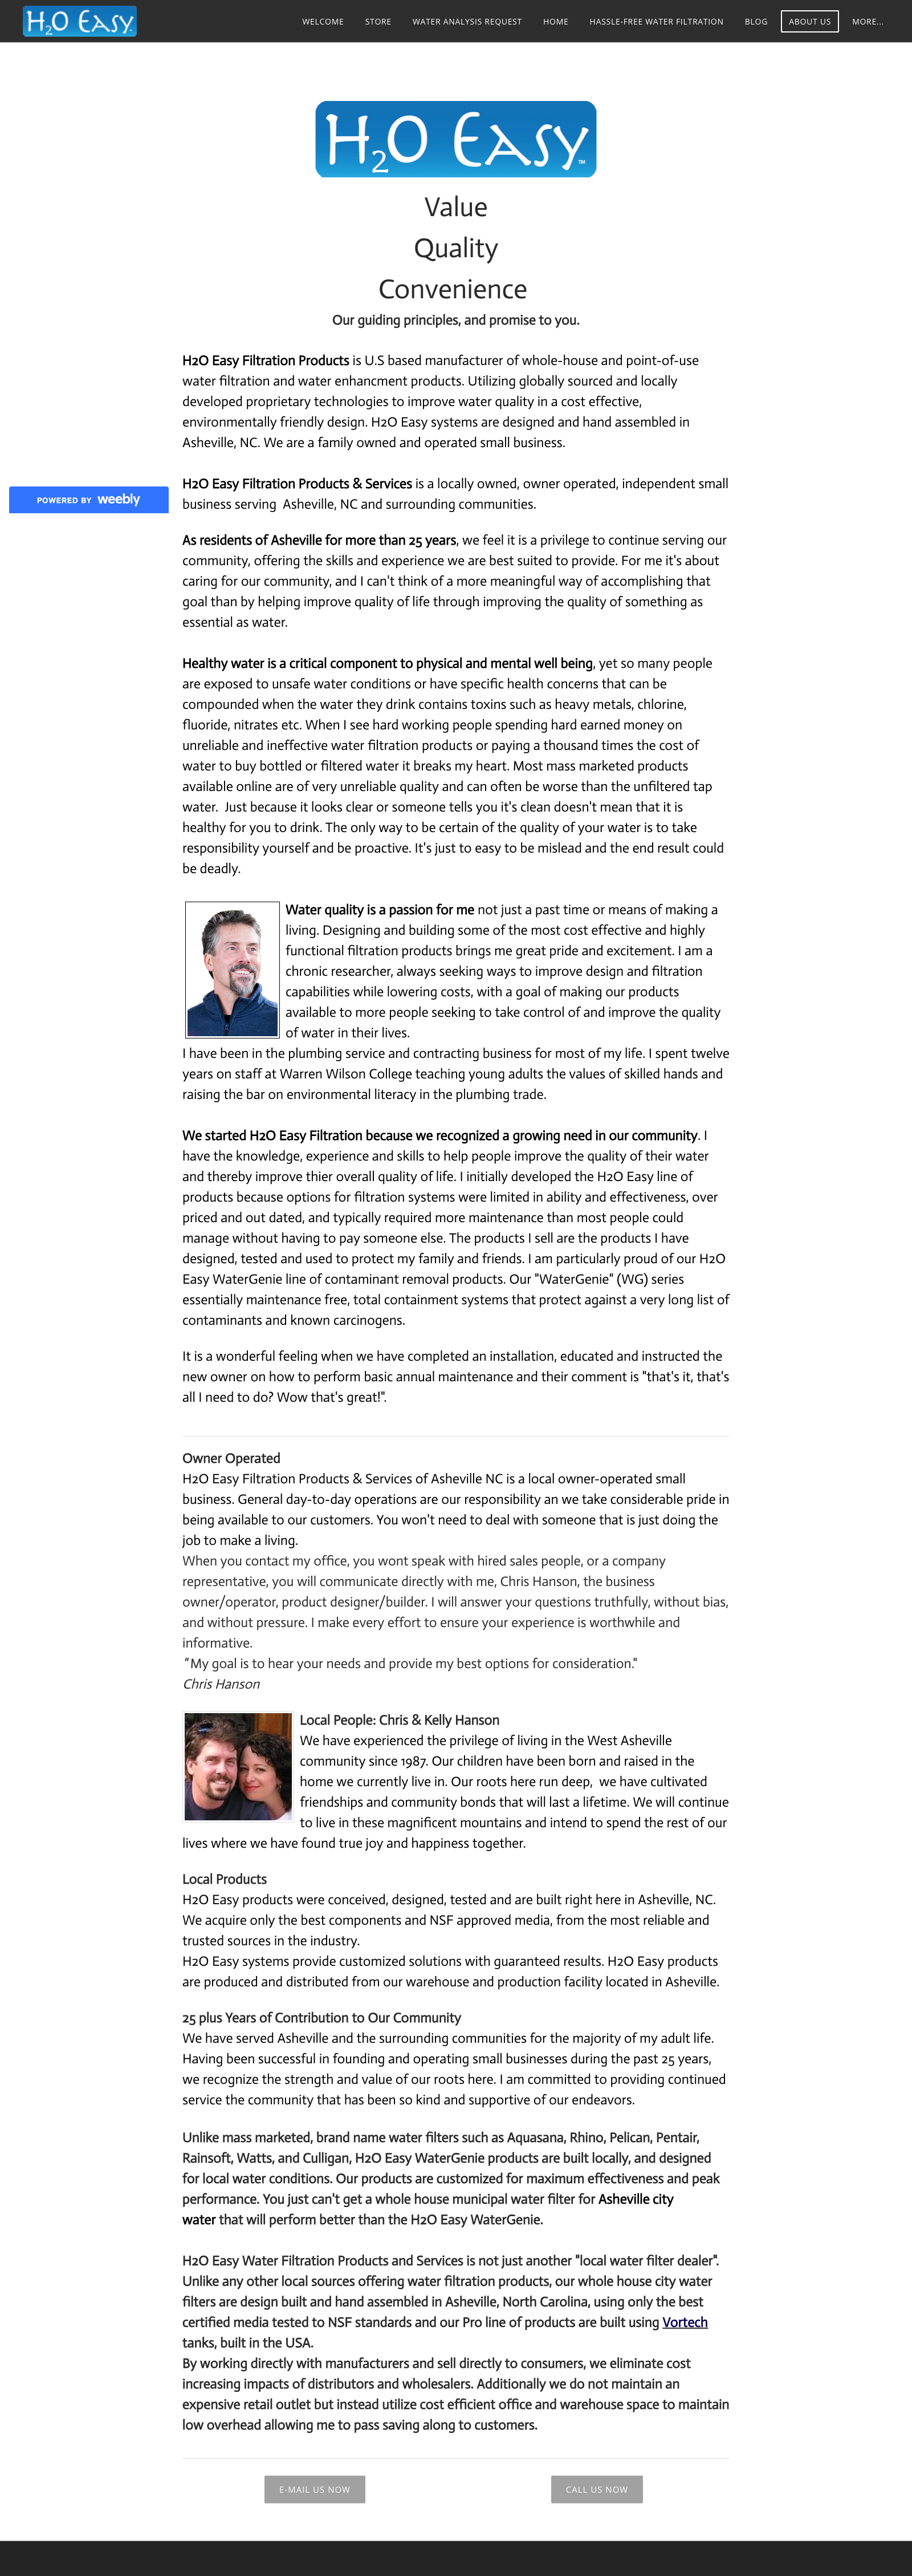 H2O Easy
WELCOME
STORE
WATER ANALYSIS REQUEST
HOME
HASSLE-FREE WATER FILTRATION
BLOG
ABOUT US
MORE...
H2O Easy™
Value
Quality
Convenience
Our guiding principles, and promise to you.
H2O Easy Filtration Products is U.S based manufacturer of whole-house and point-of-use
water filtration and water enhancment products. Utilizing globally sourced and locally
developed proprietary technologies to improve water quality in a cost effective,
environmentally friendly design. H2O Easy systems are designed and hand assembled in
Asheville, NC. We are a family owned and operated small business.
H2O Easy Filtration Products & Services is a locally owned, owner operated, independent small
business serving  Asheville, NC and surrounding communities.
POWERED BY weebly
As residents of Asheville for more than 25 years, we feel it is a privilege to continue serving our
community, offering the skills and experience we are best suited to provide. For me it's about
caring for our community, and I can't think of a more meaningful way of accomplishing that
goal than by helping improve quality of life through improving the quality of something as
essential as water.
Healthy water is a critical component to physical and mental well being, yet so many people
are exposed to unsafe water conditions or have specific health concerns that can be
compounded when the water they drink contains toxins such as heavy metals, chlorine,
fluoride, nitrates etc. When I see hard working people spending hard earned money on
unreliable and ineffective water filtration products or paying a thousand times the cost of
water to buy bottled or filtered water it breaks my heart. Most mass marketed products
available online are of very unreliable quality and can often be worse than the unfiltered tap
water.  Just because it looks clear or someone tells you it's clean doesn't mean that it is
healthy for you to drink. The only way to be certain of the quality of your water is to take
responsibility yourself and be proactive. It's just to easy to be mislead and the end result could
be deadly.
Water quality is a passion for me not just a past time or means of making a
living. Designing and building some of the most cost effective and highly
functional filtration products brings me great pride and excitement. I am a
chronic researcher, always seeking ways to improve design and filtration
capabilities while lowering costs, with a goal of making our products
available to more people seeking to take control of and improve the quality
of water in their lives.
I have been in the plumbing service and contracting business for most of my life. I spent twelve
years on staff at Warren Wilson College teaching young adults the values of skilled hands and
raising the bar on environmental literacy in the plumbing trade.
We started H2O Easy Filtration because we recognized a growing need in our community. I
have the knowledge, experience and skills to help people improve the quality of their water
and thereby improve thier overall quality of life. I initially developed the H2O Easy line of
products because options for filtration systems were limited in ability and effectiveness, over
priced and out dated, and typically required more maintenance than most people could
manage without having to pay someone else. The products I sell are the products I have
designed, tested and used to protect my family and friends. I am particularly proud of our H2O
Easy WaterGenie line of contaminant removal products. Our "WaterGenie" (WG) series
essentially maintenance free, total containment systems that protect against a very long list of
contaminants and known carcinogens.
It is a wonderful feeling when we have completed an installation, educated and instructed the
new owner on how to perform basic annual maintenance and their comment is "that's it, that's
all I need to do? Wow that's great!".
Owner Operated
H2O Easy Filtration Products & Services of Asheville NC is a local owner-operated small
business. General day-to-day operations are our responsibility an we take considerable pride in
being available to our customers. You won't need to deal with someone that is just doing the
job to make a living.
When you contact my office, you wont speak with hired sales people, or a company
representative, you will communicate directly with me, Chris Hanson, the business
owner/operator, product designer/builder. I will answer your questions truthfully, without bias,
and without pressure. I make every effort to ensure your experience is worthwhile and
informative.
“My goal is to hear your needs and provide my best options for consideration."
Chris Hanson
Local People: Chris & Kelly Hanson
We have experienced the privilege of living in the West Asheville
community since 1987. Our children have been born and raised in the
home we currently live in. Our roots here run deep,  we have cultivated
friendships and community bonds that will last a lifetime. We will continue
to live in these magnificent mountains and intend to spend the rest of our
lives where we have found true joy and happiness together.
Local Products
H2O Easy products were conceived, designed, tested and are built right here in Asheville, NC.
We acquire only the best components and NSF approved media, from the most reliable and
trusted sources in the industry.
H2O Easy systems provide customized solutions with guaranteed results. H2O Easy products
are produced and distributed from our warehouse and production facility located in Asheville.
25 plus Years of Contribution to Our Community
We have served Asheville and the surrounding communities for the majority of my adult life.
Having been successful in founding and operating small businesses during the past 25 years,
we recognize the strength and value of our roots here. I am committed to providing continued
service the community that has been so kind and supportive of our endeavors.
Unlike mass marketed, brand name water filters such as Aquasana, Rhino, Pelican, Pentair,
Rainsoft, Watts, and Culligan, H2O Easy WaterGenie products are built locally, and designed
for local water conditions. Our products are customized for maximum effectiveness and peak
performance. You just can't get a whole house municipal water filter for Asheville city
water that will perform better than the H2O Easy WaterGenie.
H2O Easy Water Filtration Products and Services is not just another "local water filter dealer".
Unlike any other local sources offering water filtration products, our whole house city water
filters are design built and hand assembled in Asheville, North Carolina, using only the best
certified media tested to NSF standards and our Pro line of products are built using Vortech
tanks, built in the USA.
By working directly with manufacturers and sell directly to consumers, we eliminate cost
increasing impacts of distributors and wholesalers. Additionally we do not maintain an
expensive retail outlet but instead utilize cost efficient office and warehouse space to maintain
low overhead allowing me to pass saving along to customers.
E-MAIL US NOW
CALL US NOW